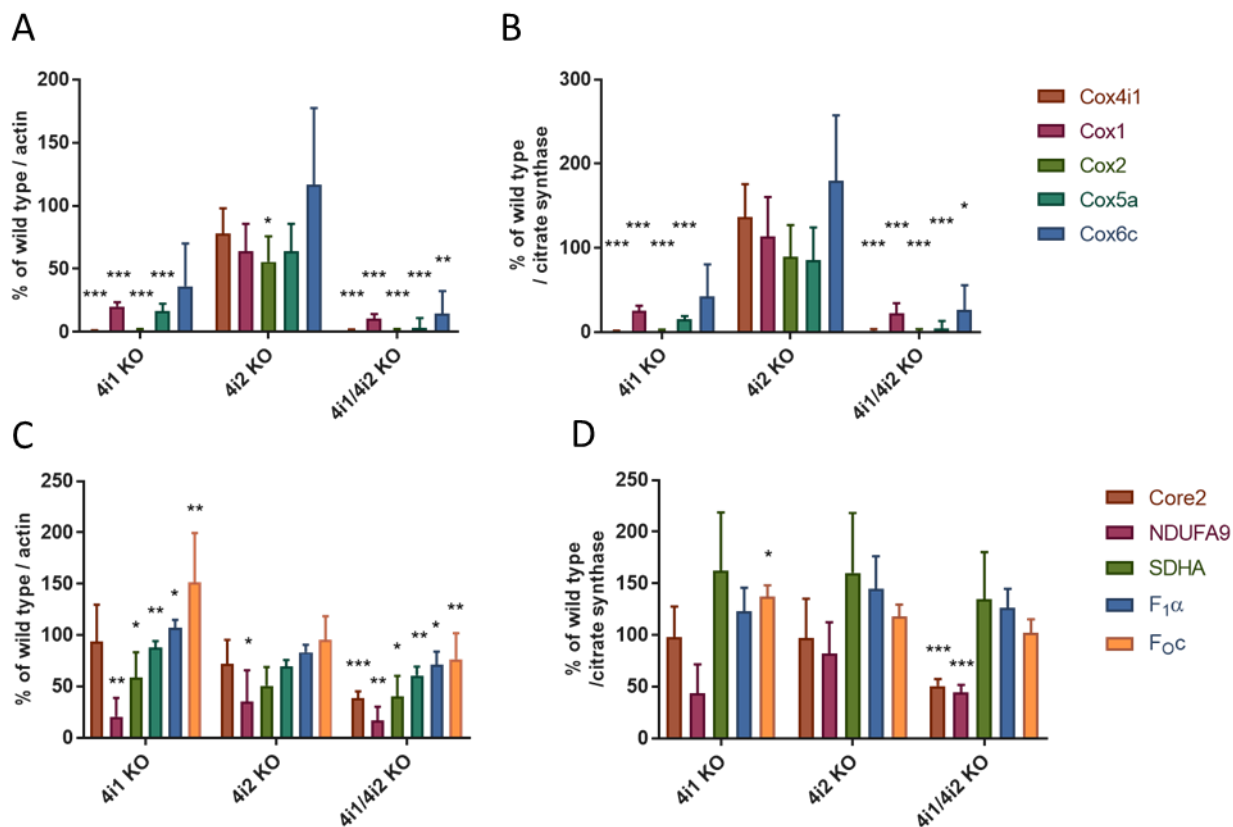 A
% of wild type / actin
200
150
100
50
0
*** *** *** ***
*
*** *** *** *** **
4i1 KO
4i2 KO
4i1/4i2 KO
B
% of wild type
/ citrate synthase
300
200
100
0
*** *** *** ***
*** *** *** *** *
4i1 KO
4i2 KO
4i1/4i2 KO
Cox4i1
Cox1
Cox2
Cox5a
Cox6c
C
% of wild type / actin
250
200
150
100
50
0
** * ** * **
*
*** ** * ** * **
4i1 KO
4i2 KO
4i1/4i2 KO
D
% of wild type
/citrate synthase
250
200
150
100
50
0
*
*** ***
4i1 KO
4i2 KO
4i1/4i2 KO
Core2
NDUFA9
SDHA
F₁α
F₀c